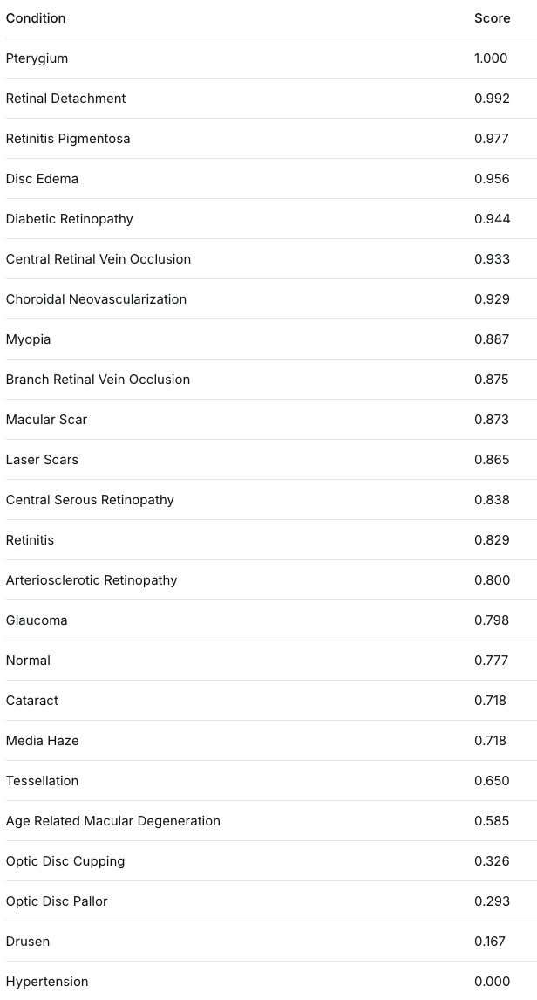 Condition Score
Pterygium 1.000
Retinal Detachment 0.992
Retinitis Pigmentosa 0.977
Disc Edema 0.956
Diabetic Retinopathy 0.944
Central Retinal Vein Occlusion 0.933
Choroidal Neovascularization 0.929
Myopia 0.887
Branch Retinal Vein Occlusion 0.875
Macular Scar 0.873
Laser Scars 0.865
Central Serous Retinopathy 0.838
Retinitis 0.829
Arteriosclerotic Retinopathy 0.800
Glaucoma 0.798
Normal 0.777
Cataract 0.718
Media Haze 0.718
Tessellation 0.650
Age Related Macular Degeneration 0.585
Optic Disc Cupping 0.326
Optic Disc Pallor 0.293
Drusen 0.167
Hypertension 0.000